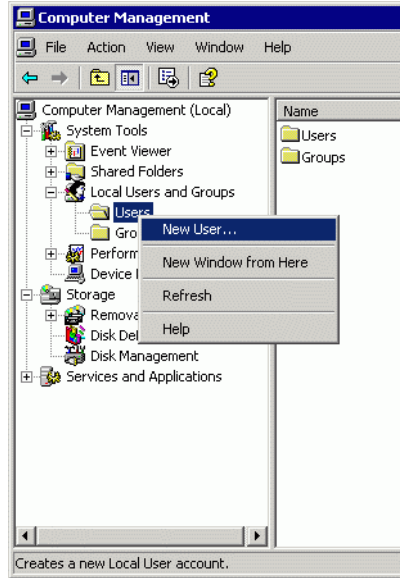 Computer Management
File Action View Window Help
Computer Management (Local)
Name
System Tools
Users
Event Viewer
Groups
Shared Folders
Local Users and Groups
Users
New User...
Gro
Perform
New Window from Here
Device
Storage
Refresh
Remova
Disk De
Help
Disk Management
Services and Applications
Creates a new Local User account.